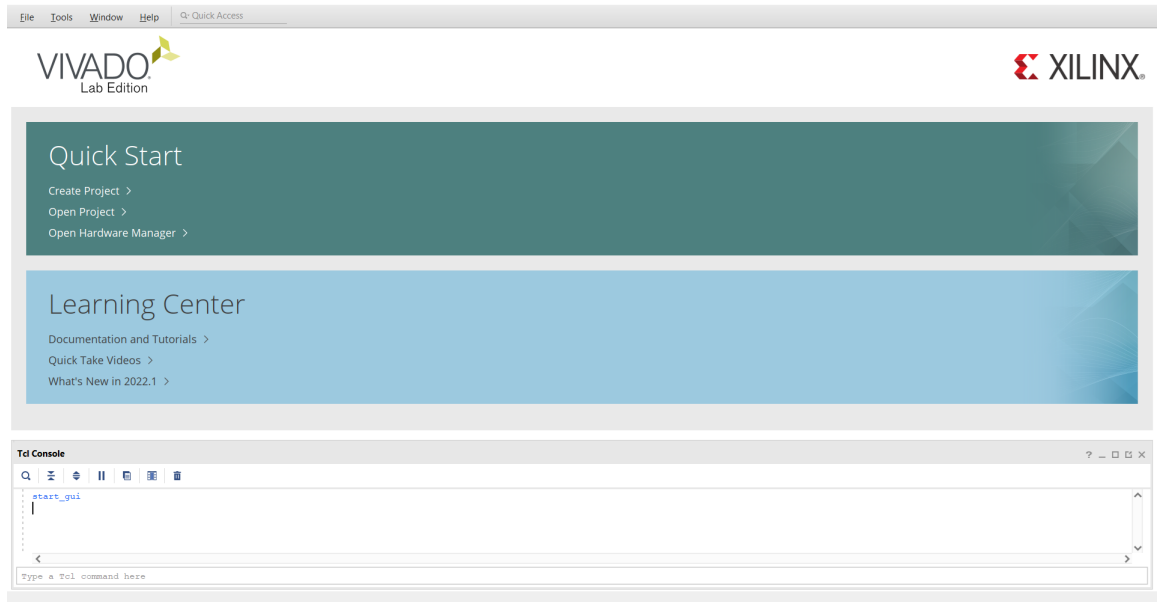 File Tools Window Help Quick Access
VIVADO.
Lab Edition
XILINX.
Quick Start
Create Project >
Open Project >
Open Hardware Manager >
Learning Center
Documentation and Tutorials >
Quick Take Videos >
What's New in 2022.1 >
Tcl Console
start_gui
Type a Tcl command here